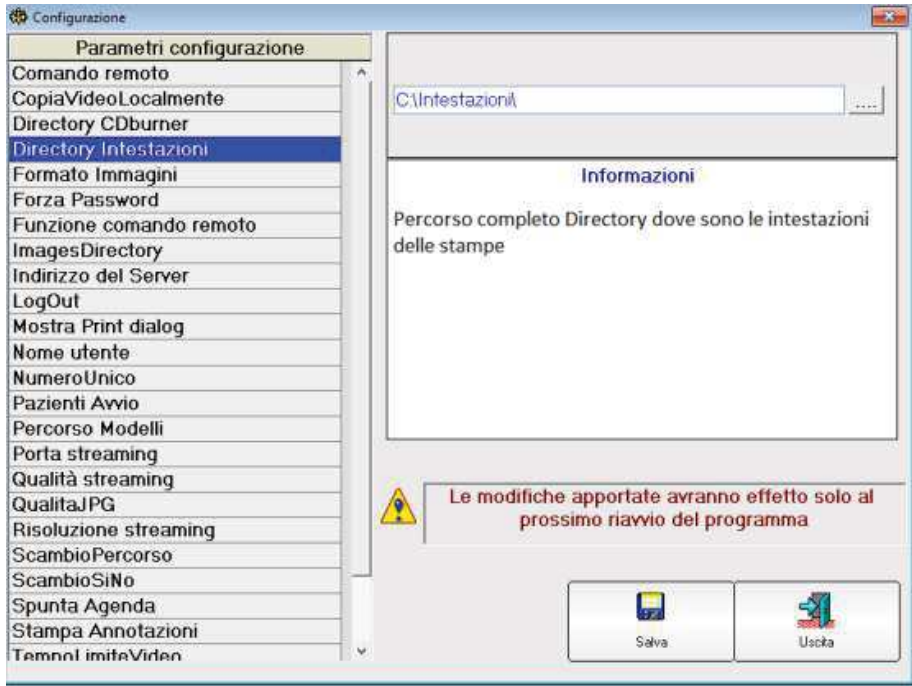 Configurazione
Parametri configurazione
Comando remoto
CopiaVideoLocalmente
Directory CDburner
Directory Intestazioni
Formato Immagini
Forza Password
Funzione comando remoto
ImagesDirectory
Indirizzo del Server
LogOut
Mostra Print dialog
Nome utente
NumeroUnico
Pazienti Avvio
Percorso Modelli
Porta streaming
Qualità streaming
QualitaJPG
Risoluzione streaming
ScambioPercorso
ScambioSiNo
Spunta Agenda
Stampa Annotazioni
TempoLimiteVideo
C:\Intestazioni\
....
Informazioni
Percorso completo Directory dove sono le intestazioni
delle stampe
Le modifiche apportate avranno effetto solo al
prossimo riavvio del programma
Salva
Uscita